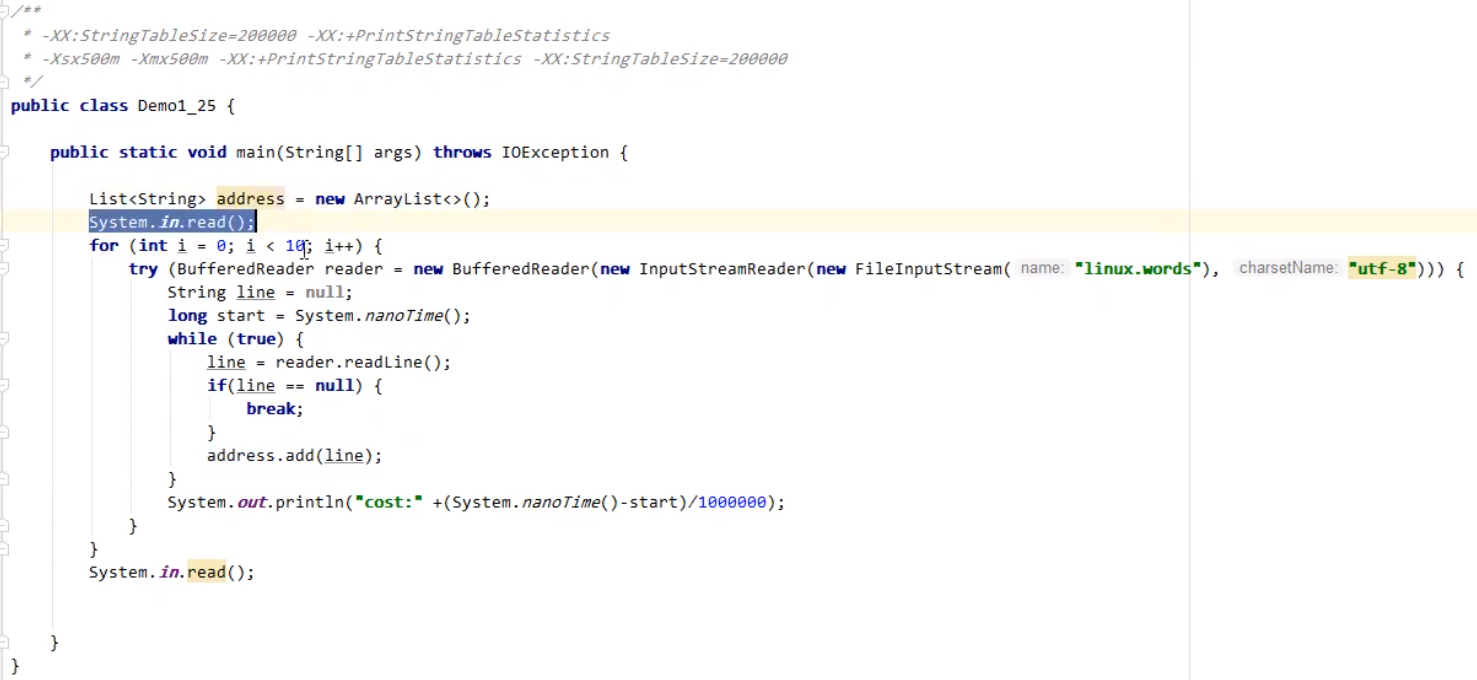 /**
 * -XX:StringTableSize=200000 -XX:+PrintStringTableStatistics
 * -Xsx500m -Xmx500m -XX:+PrintStringTableStatistics -XX:StringTableSize=200000
 */
public class Demo1_25 {
    public static void main(String[] args) throws IOException {
        List<String> address = new ArrayList<>();
        System.in.read();
        for (int i = 0; i < 10; i++) {
            try (BufferedReader reader = new BufferedReader(new InputStreamReader(new FileInputStream( name: "linux.words"), charsetName: "utf-8"))) {
                String line = null;
                long start = System.nanoTime();
                while (true) {
                    line = reader.readLine();
                    if(line == null) {
                        break;
                    }
                    address.add(line);
                }
                System.out.println("cost:" +(System.nanoTime()-start)/1000000);
            }
        }
        System.in.read();
    }
}